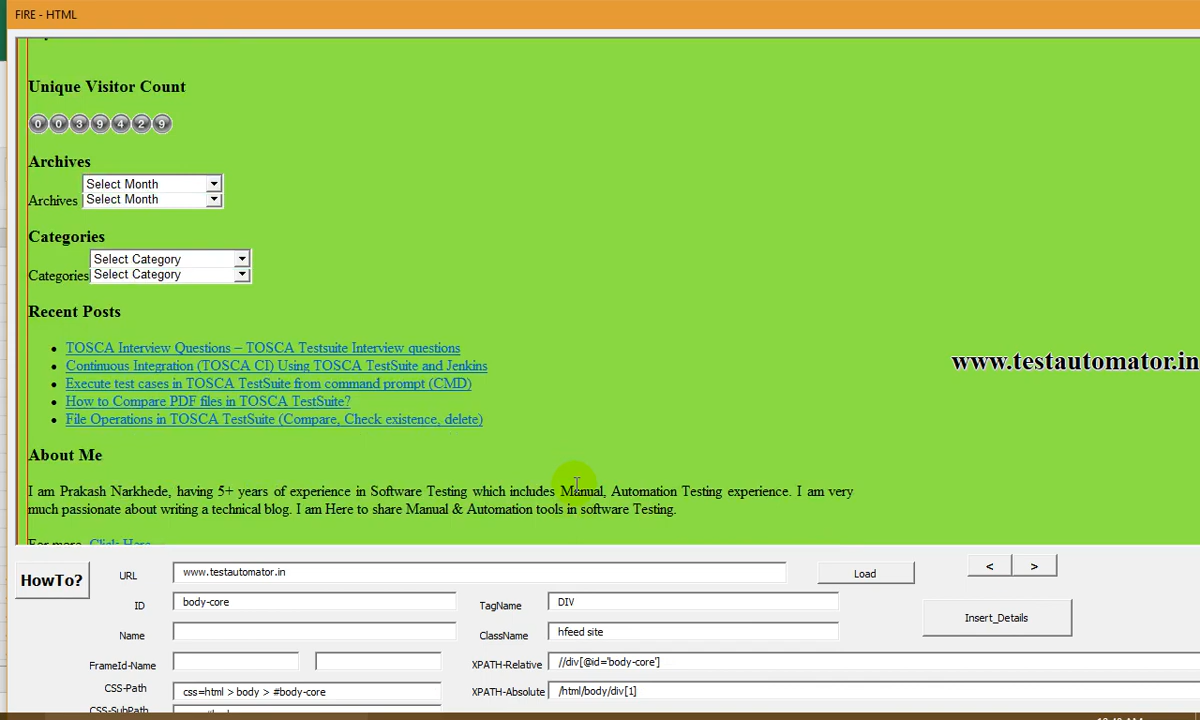 FIRE - HTML
Unique Visitor Count
0 0 3 9 4 2 9
Archives
Select Month
Archives Select Month
Categories
Select Category
Categories Select Category
Recent Posts
TOSCA Interview Questions – TOSCA Testsuite Interview questions
Continuous Integration (TOSCA CI) Using TOSCA TestSuite and Jenkins
Execute test cases in TOSCA TestSuite from command prompt (CMD)
www.testautomator.in
How to Compare PDF files in TOSCA TestSuite?
File Operations in TOSCA TestSuite (Compare, Check existence, delete)
About Me
I am Prakash Narkhede, having 5+ years of experience in Software Testing which includes Manual, Automation Testing experience. I am very
much passionate about writing a technical blog. I am Here to share Manual & Automation tools in software Testing.
For more Click Here
HowTo? URL www.testautomator.in Load < >
ID body-core TagName DIV Insert_Details
Name ClassName hfeed site
FrameId-Name XPATH-Relative //div[@id='body-core']
CSS-Path css=html > body > #body-core XPATH-Absolute /html/body/div[1]
CSS-SubPath